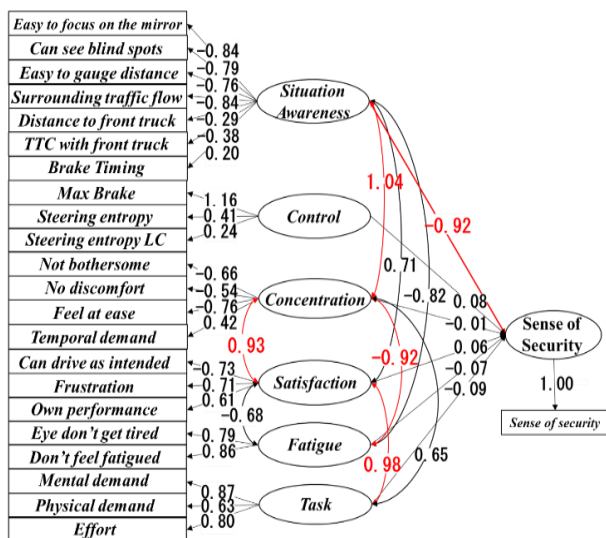 Easy to focus on the mirror
Can see blind spots
Easy to gauge distance
Surrounding traffic flow
Distance to front truck
TTC with front truck
Brake Timing
Max Brake
Steering entropy
Steering entropy LC
Not bothersome
No discomfort
Feel at ease
Temporal demand
Can drive as intended
Frustration
Own performance
Eye don't get tired
Don't feel fatigued
Mental demand
Physical demand
Effort
-0.84
-0.79
-0.76
-0.84
-0.29
-0.38
0.20
1.16
0.41
0.24
-0.66
-0.54
-0.76
0.42
0.93
-0.73
0.71
0.61
-0.68
0.79
0.86
0.87
0.63
0.80
Situation
Awareness
Control
Concentration
Satisfaction
Fatigue
Task
1.04
-0.92
0.71
-0.82
0.08
-0.01
0.06
-0.07
-0.09
-0.92
0.98
0.65
Sense of
Security
1.00
Sense of security